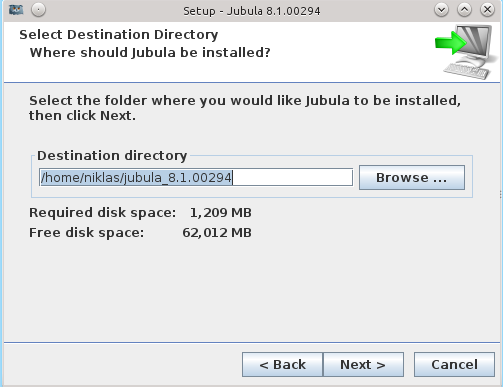 Setup - Jubula 8.1.00294
Select Destination Directory
Where should Jubula be installed?
Select the folder where you would like Jubula to be installed,
then click Next.
Destination directory
/home/niklas/jubula_8.1.00294
Browse ...
Required disk space: 1,209 MB
Free disk space: 62,012 MB
< Back
Next >
Cancel